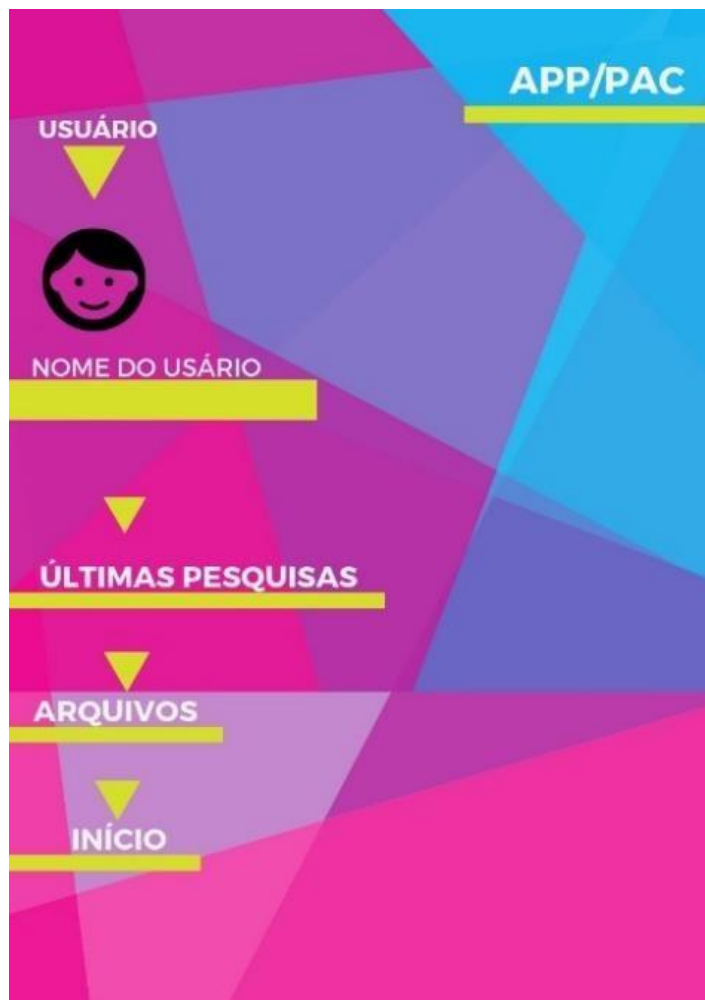 APP/PAC
USUÁRIO
NOME DO USÁRIO
ÚLTIMAS PESQUISAS
ARQUIVOS
INÍCIO